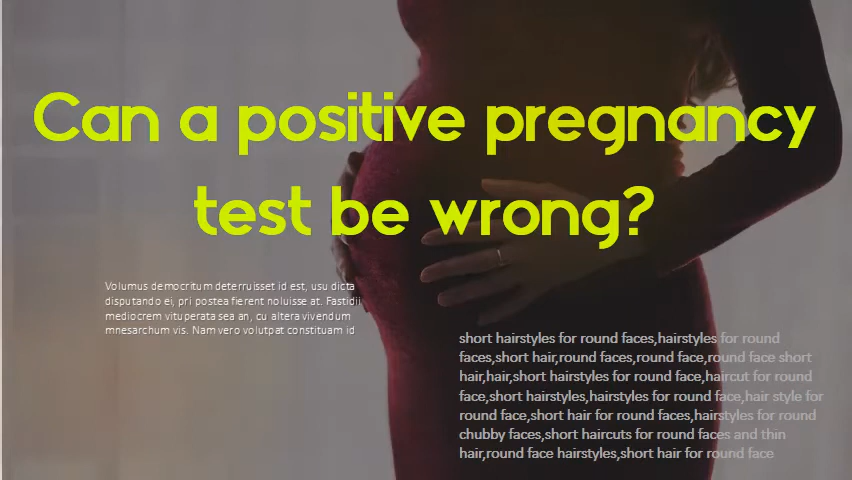 Can a positive pregnancy
test be wrong?
Volumus democritum deterruisset id est, usu dicta
disputando ei, pri postea fierent noluisse at. Fastidii
mediocrem vituperata sea an, cu altera vivendum
mnesarchum vis. Nam vero volutpat constituam id
short hairstyles for round faces,hairstyles for round
faces,short hair,round faces,round face,round face short
hair,hair,short hairstyles for round face,haircut for round
face,short hairstyles,hairstyles for round face,hair style for
round face,short hair for round faces,hairstyles for round
chubby faces,short haircuts for round faces and thin
hair,round face hairstyles,short hair for round face